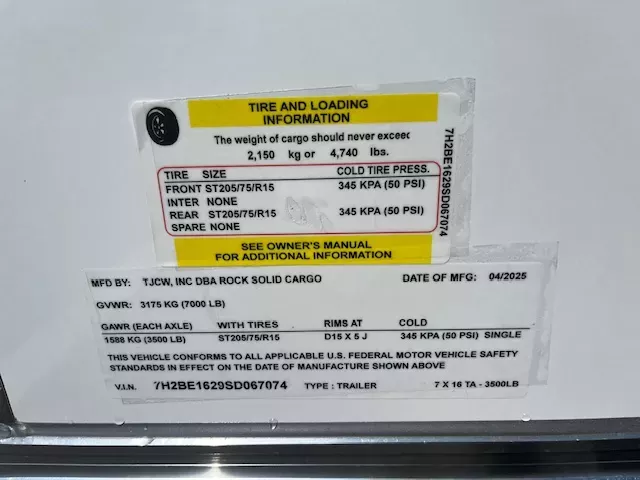 TIRE AND LOADING
INFORMATION
The weight of cargo should never exceed
2,150 kg or 4,740 lbs.
TIRE SIZE COLD TIRE PRESS.
FRONT ST205/75/R15 345 KPA (50 PSI)
INTER NONE
REAR ST205/75/R15 345 KPA (50 PSI)
SPARE NONE
SEE OWNER'S MANUAL
FOR ADDITIONAL INFORMATION
7H2BE1629SD067074
MFD BY: TJCW, INC DBA ROCK SOLID CARGO DATE OF MFG: 04/2025
GVWR: 3175 KG (7000 LB)
GAWR (EACH AXLE) WITH TIRES RIMS AT COLD
1588 KG (3500 LB) ST205/75/R15 D15 X 5 J 345 KPA (50 PSI) SINGLE
THIS VEHICLE CONFORMS TO ALL APPLICABLE U.S. FEDERAL MOTOR VEHICLE SAFETY
STANDARDS IN EFFECT ON THE DATE OF MANUFACTURE SHOWN ABOVE
V.I.N. 7H2BE1629SD067074 TYPE : TRAILER 7 X 16 TA - 3500LB